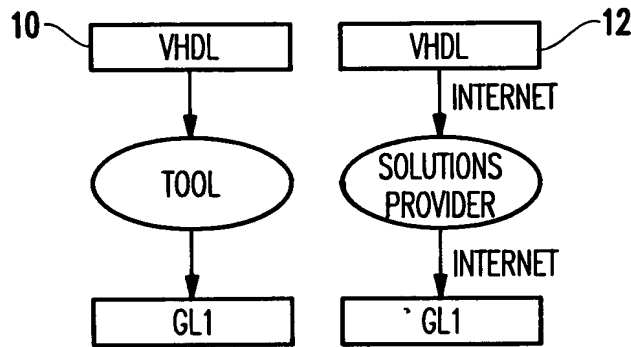 10
VHDL
TOOL
GL1
VHDL
12
INTERNET
SOLUTIONS
PROVIDER
INTERNET
GL1